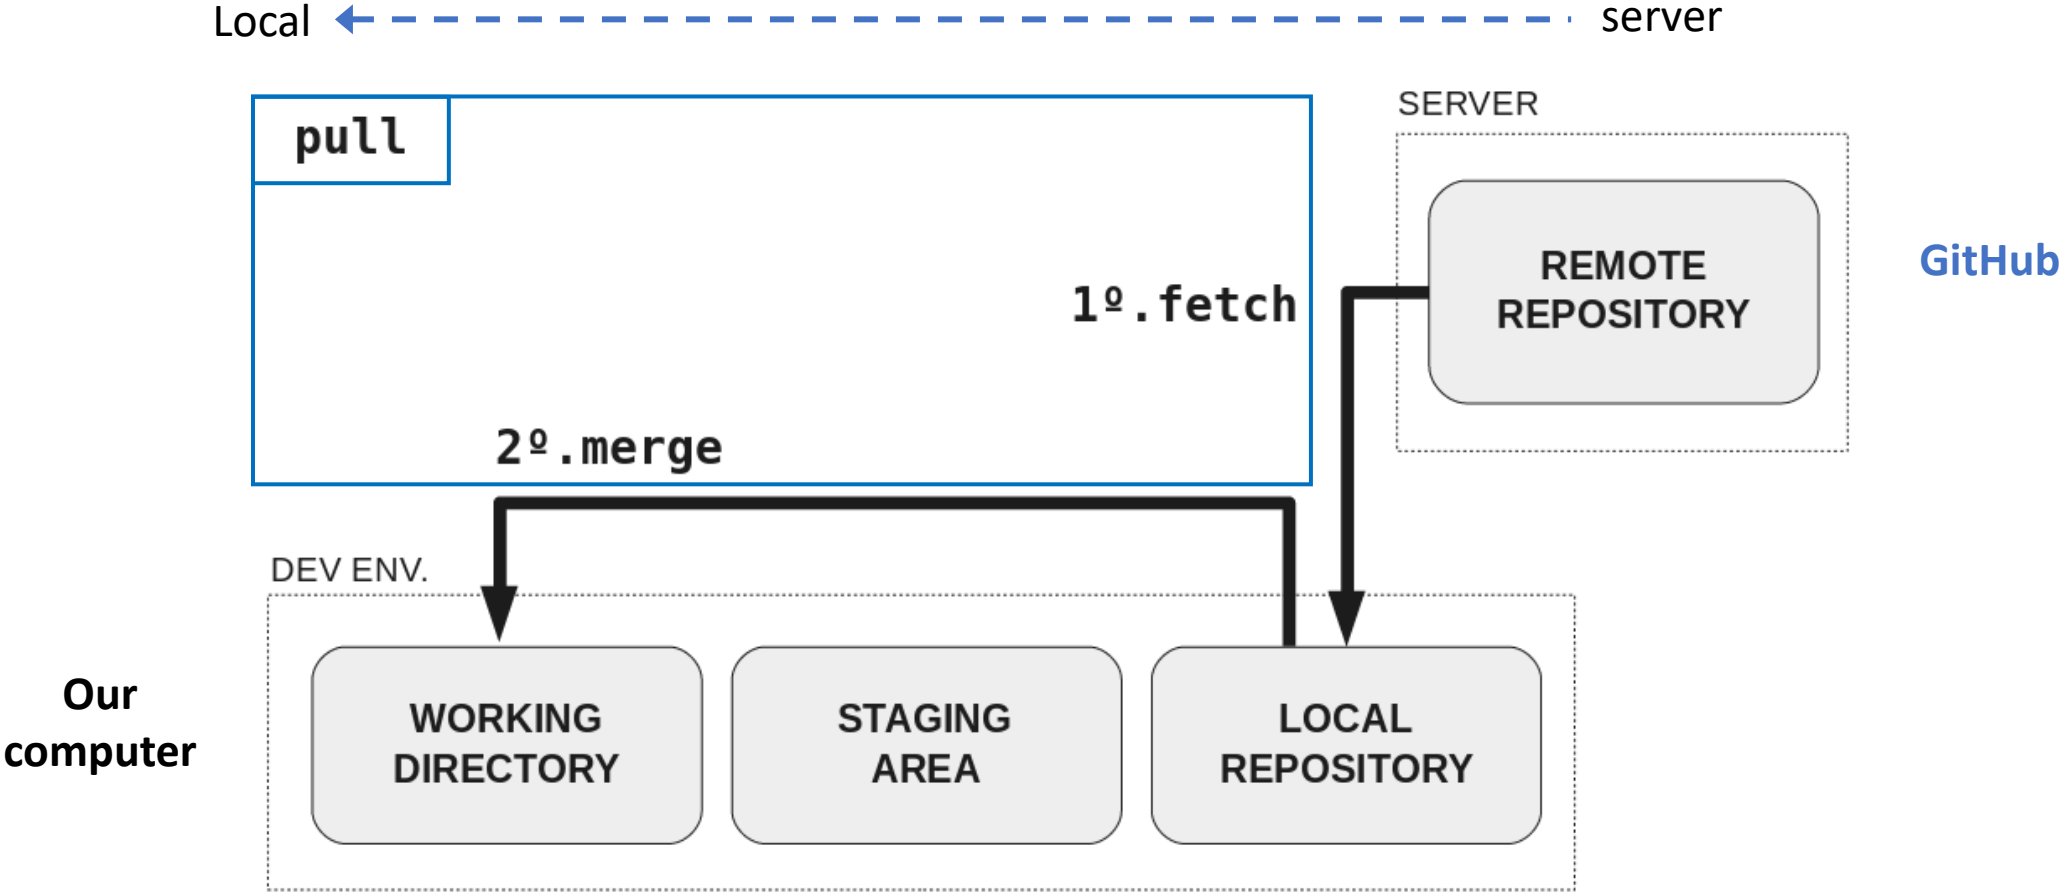 Local
server
pull
SERVER
REMOTE
REPOSITORY
GitHub
1º.fetch
2º.merge
DEV ENV.
Our
computer
WORKING
DIRECTORY
STAGING
AREA
LOCAL
REPOSITORY